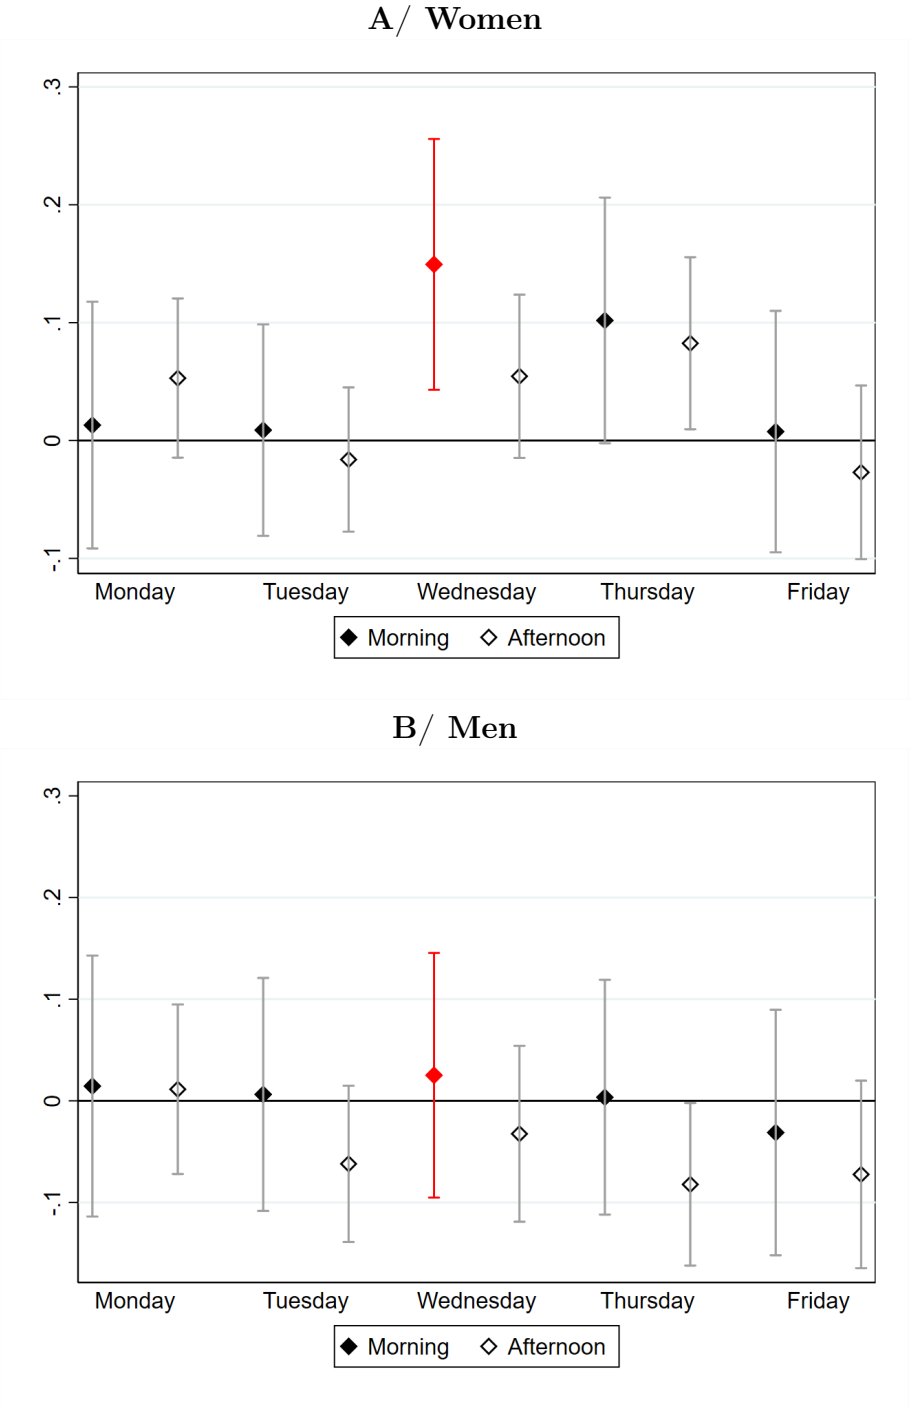 A/ Women
.3
.2
.1
0
-.1
Monday Tuesday Wednesday Thursday Friday
Morning Afternoon
B/ Men
.3
.2
.1
0
-.1
Monday Tuesday Wednesday Thursday Friday
Morning Afternoon